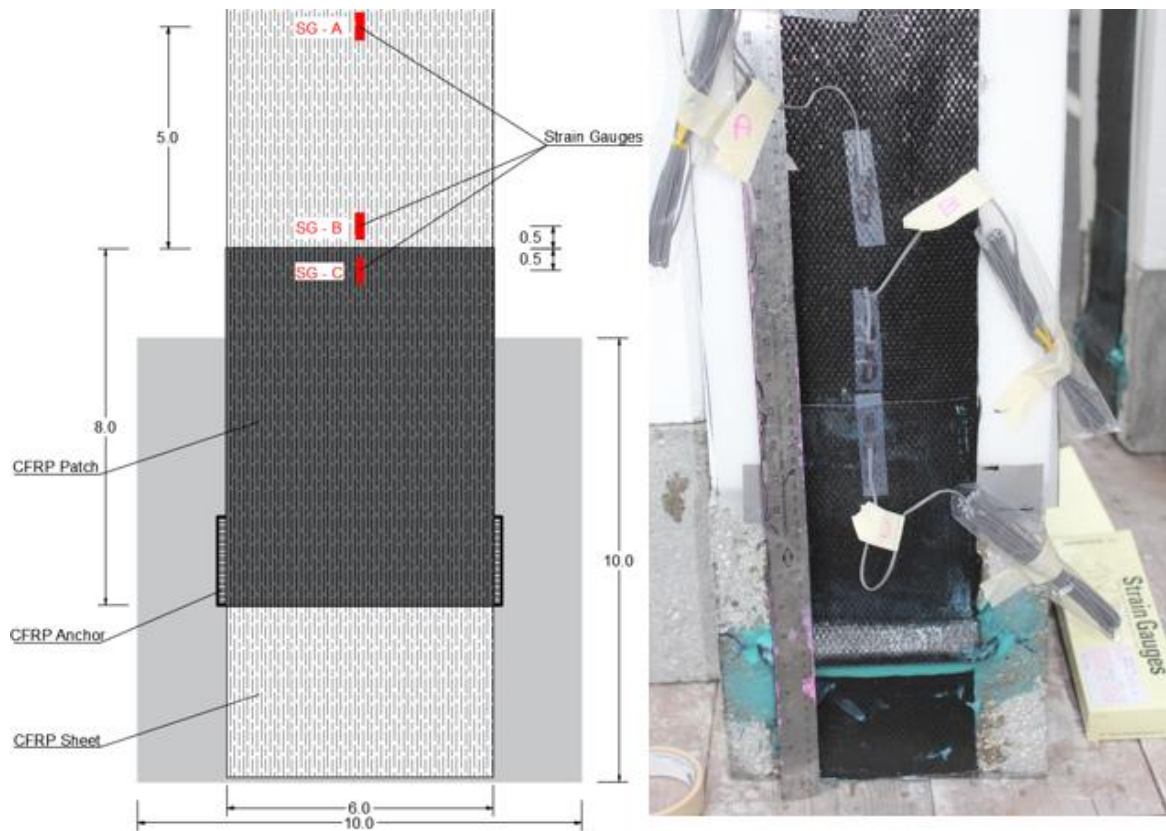 SG - A
5.0
Strain Gauges
SG - B
0.5
0.5
SG - C
8.0
CFRP Patch
10.0
CFRP Anchor
CFRP Sheet
6.0
10.0
A
Strain Gauges